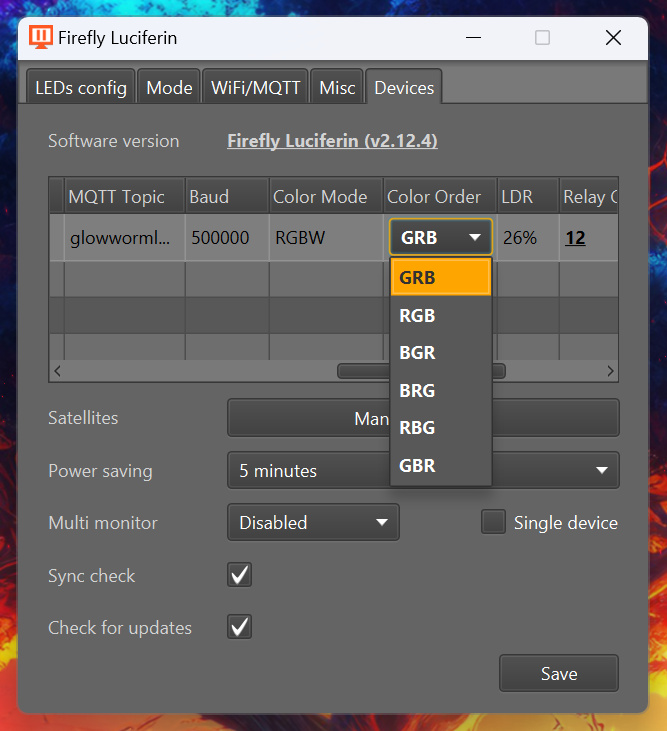 Firefly Luciferin
LEDs config Mode WiFi/MQTT Misc Devices
Software version Firefly Luciferin (v2.12.4)
MQTT Topic Baud Color Mode Color Order LDR Relay
glowworml... 500000 RGBW GRB 26% 12
GRB
RGB
BGR
BRG
RBG
GBR
Satellites Man
Power saving 5 minutes
Multi monitor Disabled Single device
Sync check
Check for updates
Save